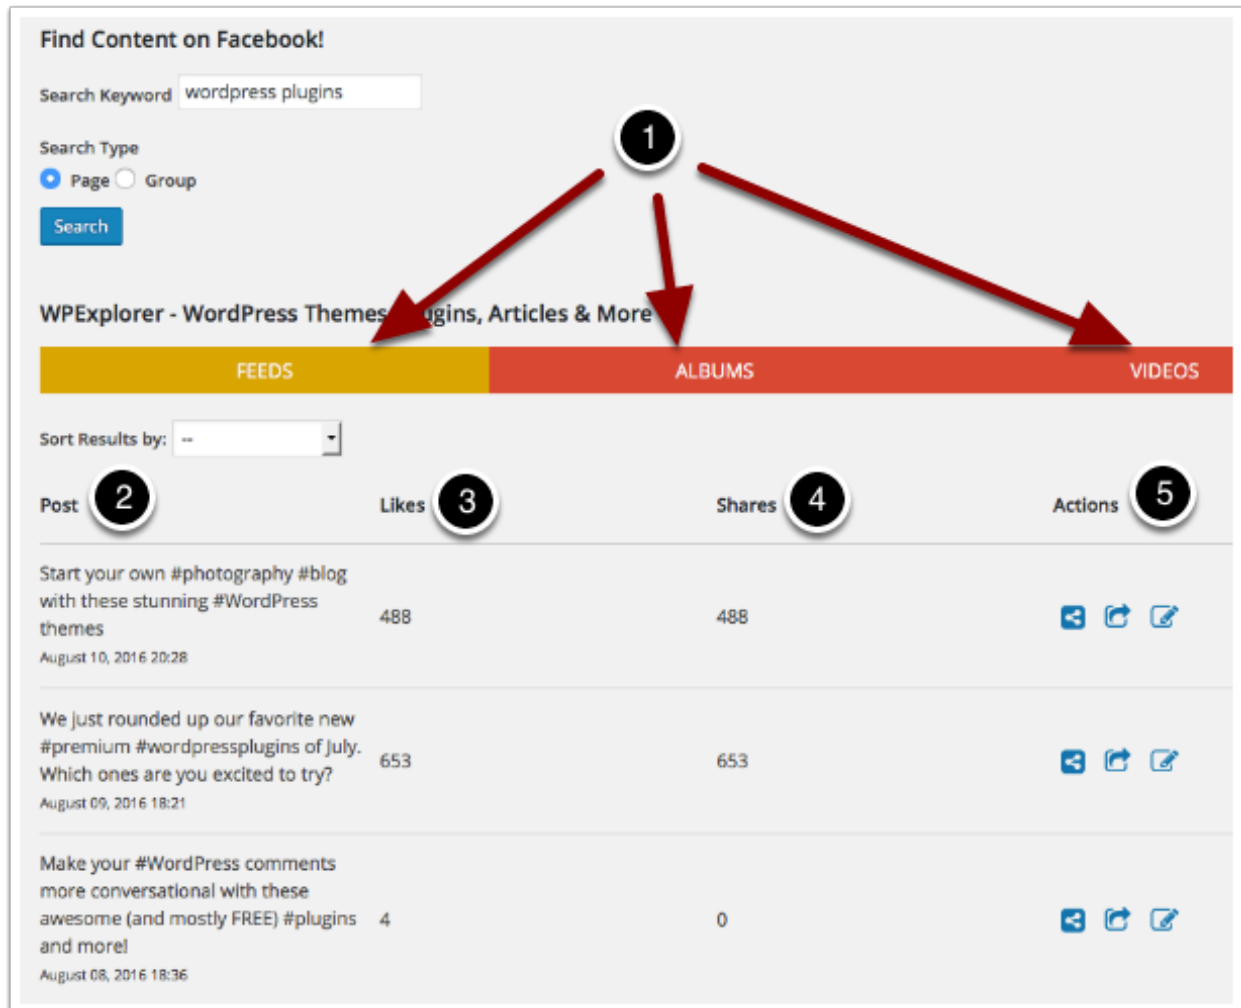 Find Content on Facebook!
Search Keyword wordpress plugins
1
Search Type
Page Group
Search
WPExplorer - WordPress Themes, Plugins, Articles & More
FEEDS ALBUMS VIDEOS
Sort Results by: --
Post 2 Likes 3 Shares 4 Actions 5
Start your own #photography #blog
with these stunning #WordPress
themes
488 488
August 10, 2016 20:28
We just rounded up our favorite new
#premium #wordpressplugins of July.
Which ones are you excited to try?
653 653
August 09, 2016 18:21
Make your #WordPress comments
more conversational with these
awesome (and mostly FREE) #plugins
and more!
4 0
August 08, 2016 18:36